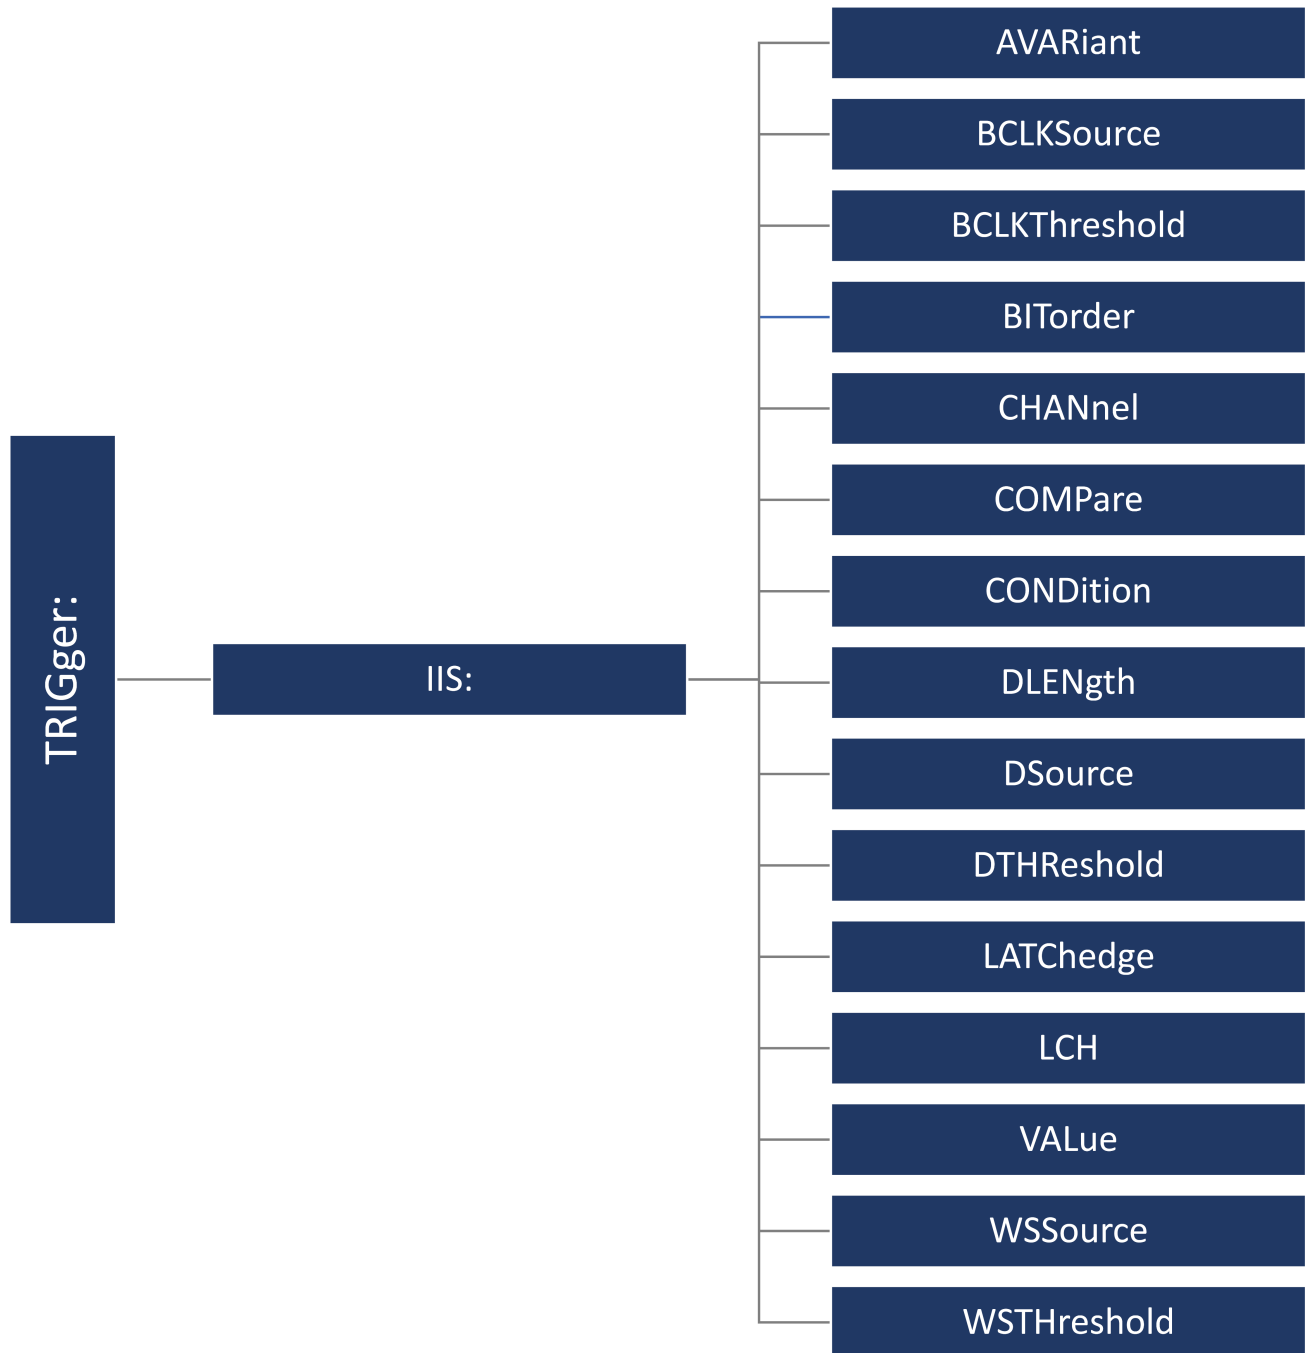 TRIGger:
IIS:
AVARiant
BCLKSource
BCLKThreshold
BITorder
CHANnel
COMPare
CONDition
DLENgth
DSource
DTHReshold
LATChedge
LCH
VALue
WSSource
WSTHreshold